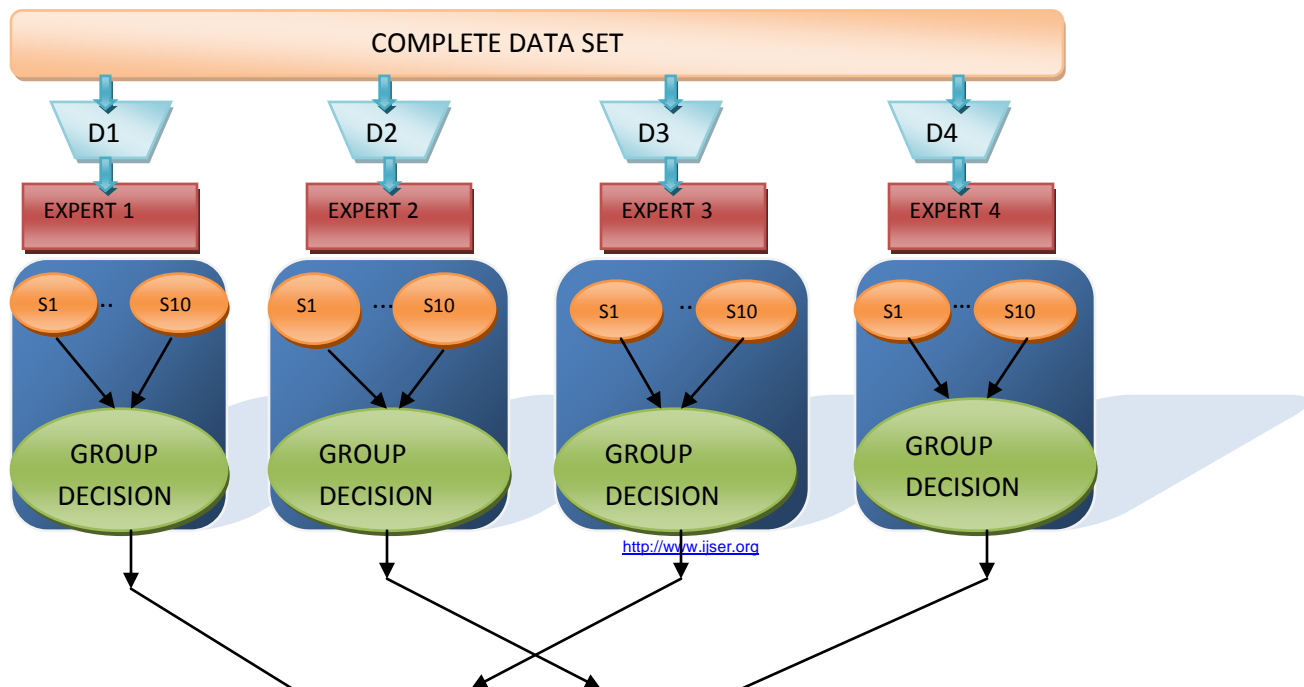 COMPLETE DATA SET
D1 D2 D3 D4
EXPERT 1 EXPERT 2 EXPERT 3 EXPERT 4
S1 .. S10 S1 ... S10 S1 .. S10 S1 ... S10
GROUP GROUP GROUP GROUP
DECISION DECISION DECISION DECISION
http://www.ijser.org